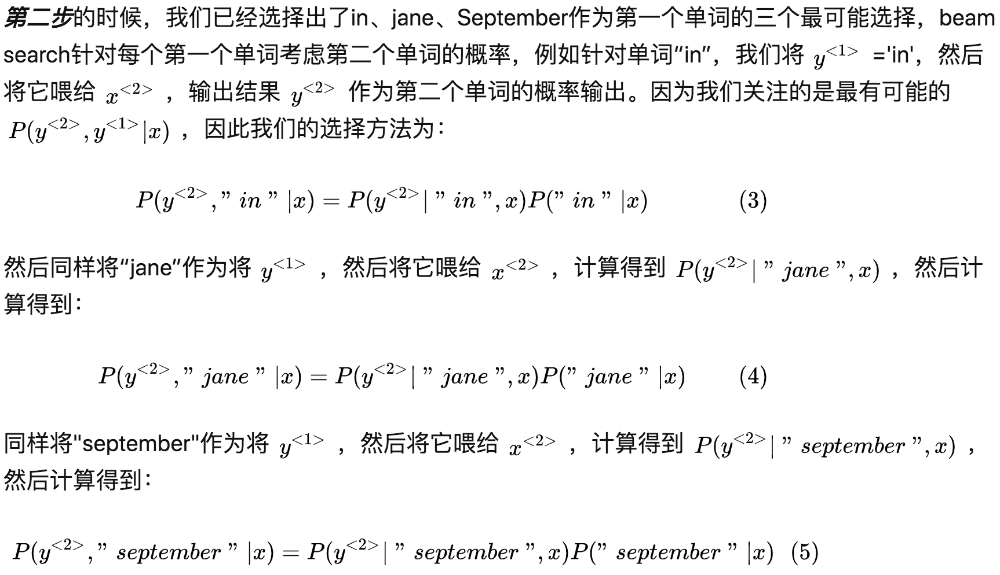 第二步的时候，我们已经选择出了in、jane、September作为第一个单词的三个最可能选择，beam
search针对每个第一个单词考虑第二个单词的概率，例如针对单词“in”，我们将 y^{<1>} ='in'，然后
将它喂给 x^{<2>} ，输出结果 y^{<2>} 作为第二个单词的概率输出。因为我们关注的是最有可能的
P(y^{<2>}, y^{<1>}|x) ，因此我们的选择方法为：
P(y^{<2>}, ” in ” |x) = P(y^{<2>}| ” in ”, x)P(” in ” |x) (3)
然后同样将“jane”作为将 y^{<1>} ，然后将它喂给 x^{<2>} ，计算得到 P(y^{<2>}| ” jane ”, x) ，然后计
算得到：
P(y^{<2>}, ” jane ” |x) = P(y^{<2>}| ” jane ”, x)P(” jane ” |x) (4)
同样将"september"作为将 y^{<1>} ，然后将它喂给 x^{<2>} ，计算得到 P(y^{<2>}| ” september ”, x) ，
然后计算得到：
P(y^{<2>}, ” september ” |x) = P(y^{<2>}| ” september ”, x)P(” september ” |x) (5)